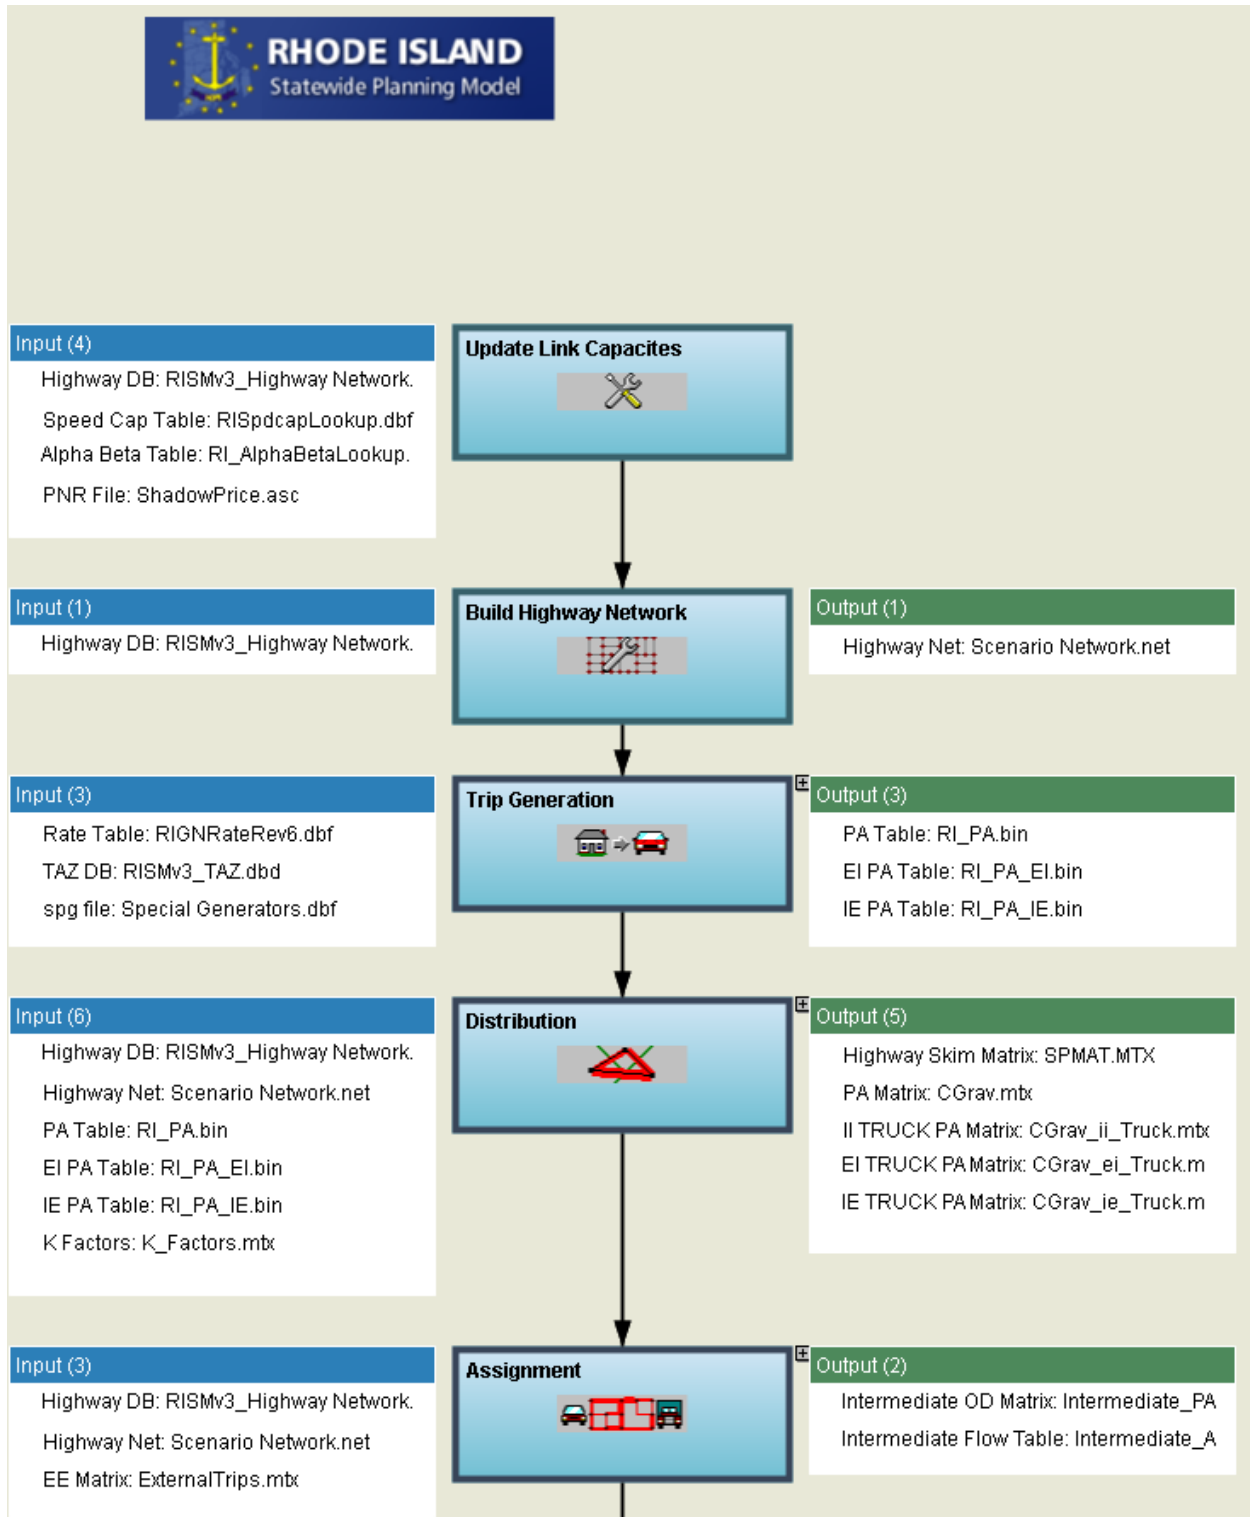 RHODE ISLAND
Statewide Planning Model
Input (4)
Highway DB: RISMv3_Highway Network.
Speed Cap Table: RISpdcapLookup.dbf
Alpha Beta Table: RI_AlphaBetaLookup.
PNR File: ShadowPrice.asc
Update Link Capacites
Input (1)
Highway DB: RISMv3_Highway Network.
Build Highway Network
Output (1)
Highway Net: Scenario Network.net
Input (3)
Rate Table: RIGNRateRev6.dbf
TAZ DB: RISMv3_TAZ.dbd
spg file: Special Generators.dbf
Trip Generation
Output (3)
PA Table: RI_PA.bin
EI PA Table: RI_PA_EI.bin
IE PA Table: RI_PA_IE.bin
Input (6)
Highway DB: RISMv3_Highway Network.
Highway Net: Scenario Network.net
PA Table: RI_PA.bin
EI PA Table: RI_PA_EI.bin
IE PA Table: RI_PA_IE.bin
K Factors: K_Factors.mtx
Distribution
Output (5)
Highway Skim Matrix: SPMAT.MTX
PA Matrix: CGrav.mtx
II TRUCK PA Matrix: CGrav_ii_Truck.mtx
EI TRUCK PA Matrix: CGrav_ei_Truck.m
IE TRUCK PA Matrix: CGrav_ie_Truck.m
Input (3)
Highway DB: RISMv3_Highway Network.
Highway Net: Scenario Network.net
EE Matrix: ExternalTrips.mtx
Assignment
Output (2)
Intermediate OD Matrix: Intermediate_PA
Intermediate Flow Table: Intermediate_A